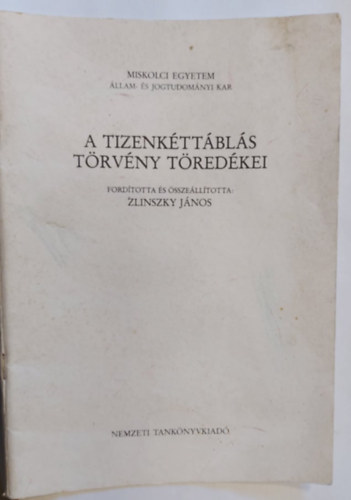 MISKOLCI EGYETEM
ÁLLAM- ÉS JOGTUDOMÁNYI KAR
A TIZENKÉTTÁBLÁS
TÖRVÉNY TÖREDÉKEI
FORDÍTOTTA ÉS ÖSSZEÁLLÍTOTTA:
ZLINSZKY JÁNOS
NEMZETI TANKÖNYVKIADÓ